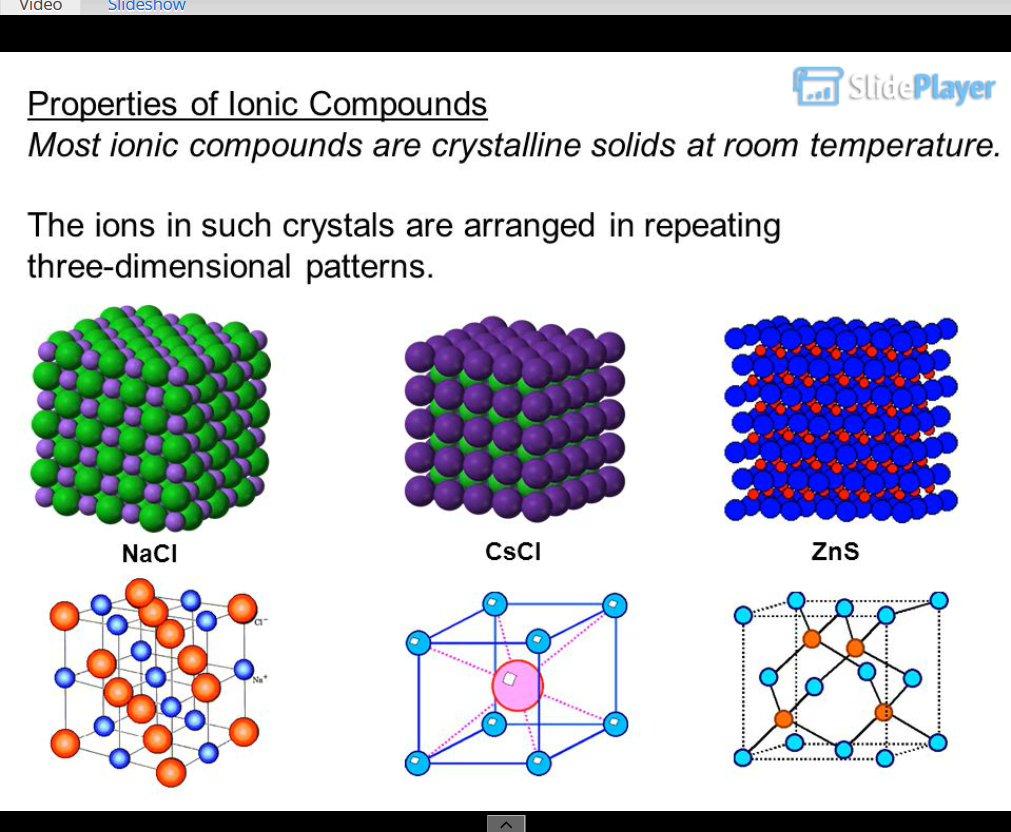 Video Slideshow
SlidePlayer
Properties of Ionic Compounds
Most ionic compounds are crystalline solids at room temperature.
The ions in such crystals are arranged in repeating
three-dimensional patterns.
NaCl CsCl ZnS
Cl⁻
Na⁺